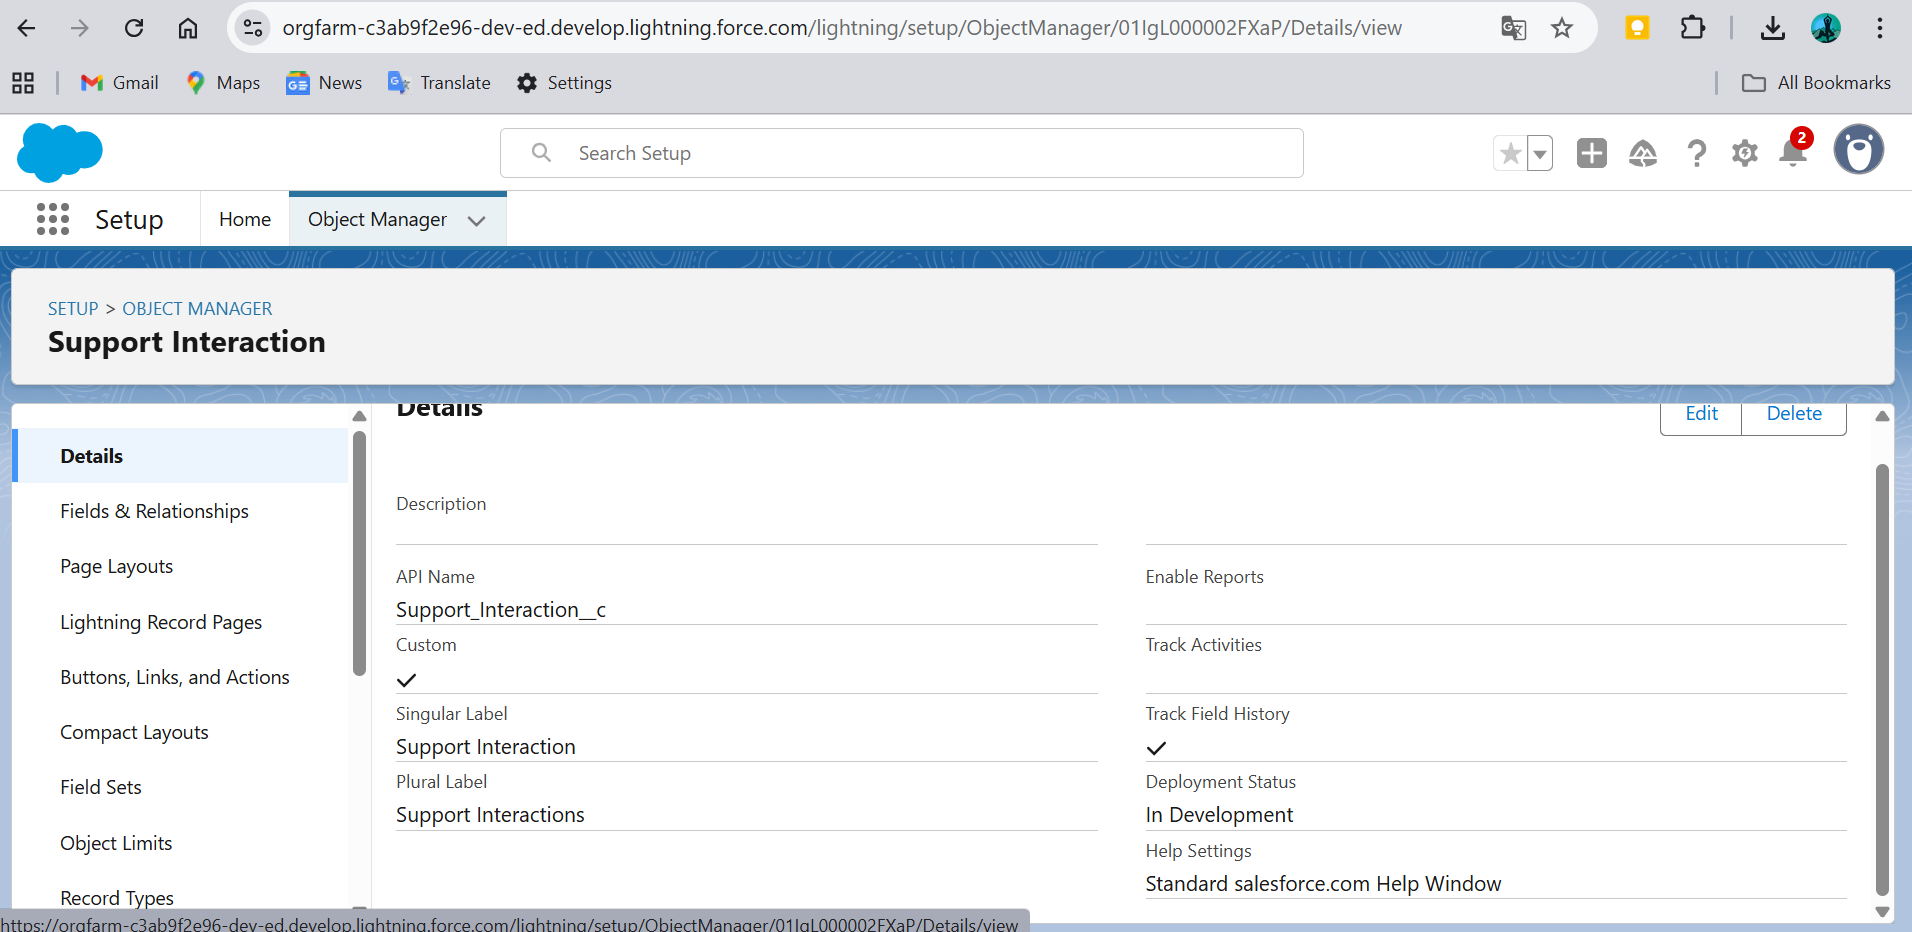 orgfarm-c3ab9f2e96-dev-ed.develop.lightning.force.com/lightning/setup/ObjectManager/01IgL000002FXaP/Details/view
Gmail Maps News Translate Settings All Bookmarks
Search Setup
2
Setup Home Object Manager
SETUP > OBJECT MANAGER
Support Interaction
Details
Fields & Relationships
Page Layouts
Lightning Record Pages
Buttons, Links, and Actions
Compact Layouts
Field Sets
Object Limits
Record Types
Details
Edit Delete
Description
API Name
Support_Interaction__c
Custom
Singular Label
Support Interaction
Plural Label
Support Interactions
Enable Reports
Track Activities
Track Field History
Deployment Status
In Development
Help Settings
Standard salesforce.com Help Window
https://orgfarm-c3ab9f2e96-dev-ed.develop.lightning.force.com/lightning/setup/ObjectManager/01IgL000002FXaP/Details/view